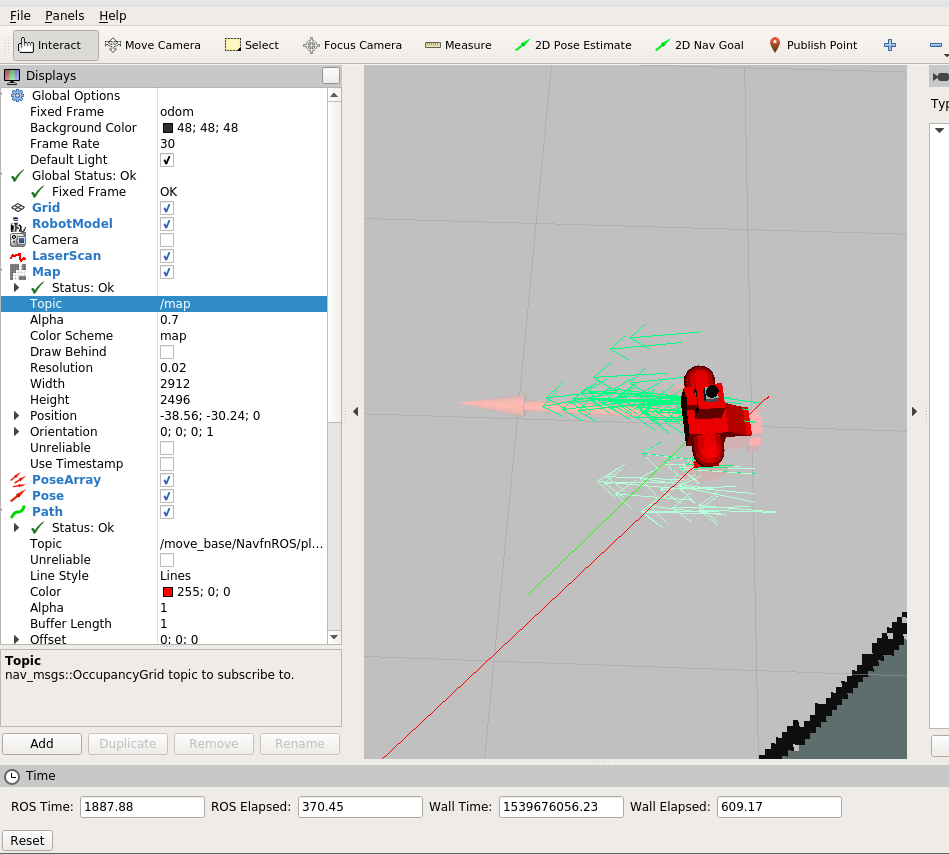 File Panels Help
Interact Move Camera Select Focus Camera Measure 2D Pose Estimate 2D Nav Goal Publish Point
Displays
Global Options
Fixed Frame odom
Background Color 48; 48; 48
Frame Rate 30
Default Light
Global Status: Ok
Fixed Frame OK
Grid
RobotModel
Camera
LaserScan
Map
Status: Ok
Topic /map
Alpha 0.7
Color Scheme map
Draw Behind
Resolution 0.02
Width 2912
Height 2496
Position -38.56; -30.24; 0
Orientation 0; 0; 0; 1
Unreliable
Use Timestamp
PoseArray
Pose
Path
Status: Ok
Topic /move_base/NavfnROS/pl...
Unreliable
Line Style Lines
Color 255; 0; 0
Alpha 1
Buffer Length 1
Offset 0; 0; 0
Topic
nav_msgs::OccupancyGrid topic to subscribe to.
Add Duplicate Remove Rename
Typ
Time
ROS Time: 1887.88 ROS Elapsed: 370.45 Wall Time: 1539676056.23 Wall Elapsed: 609.17
Reset